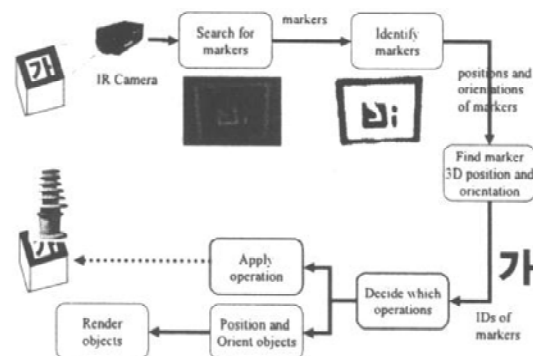 가
IR Camera
Search for
markers
markers
Identify
markers
positions and
orientations
of markers
Find marker
3D position and
orientation
가
IDs of
markers
Decide which
operations
Apply
operation
Position and
Orient objects
Render
objects